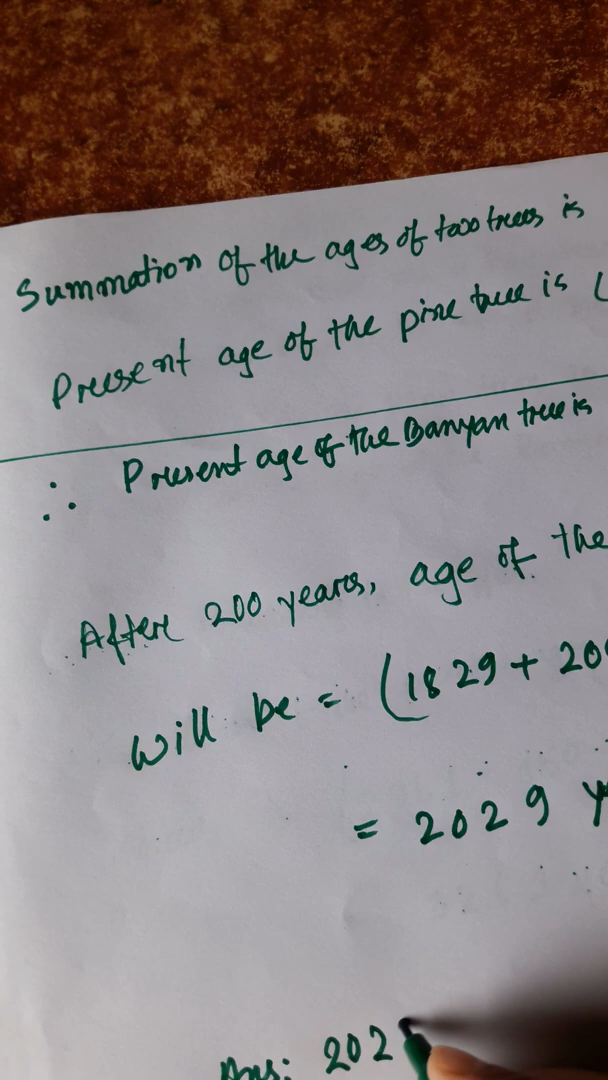 Summation of the ages of two trees is
Present age of the pine tree is (
∴ Present age of the Banyan tree is
After 200 years, age of the
will be = (1829 + 200
= 2029 y
Ans: 202